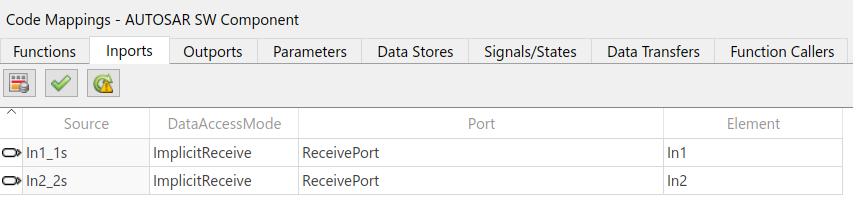 Code Mappings - AUTOSAR SW Component
Functions Inports Outports Parameters Data Stores Signals/States Data Transfers Function Callers
Source DataAccessMode Port Element
In1_1s ImplicitReceive ReceivePort In1
In2_2s ImplicitReceive ReceivePort In2